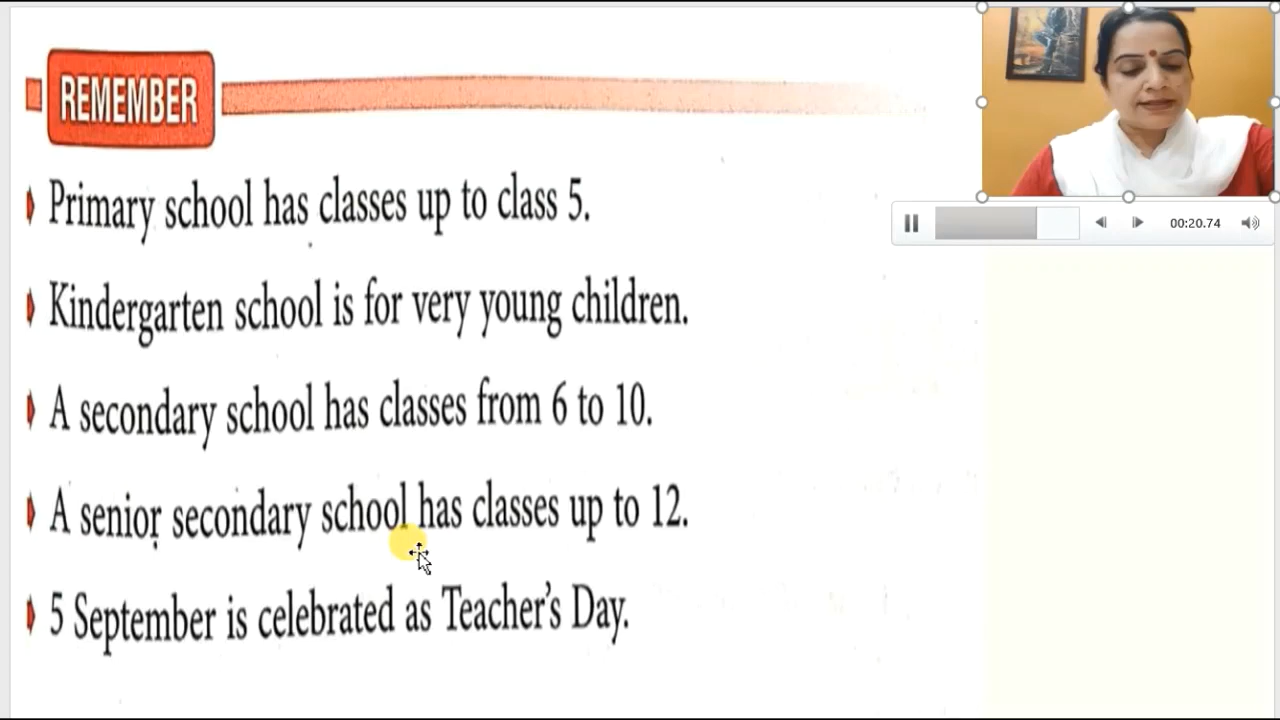 REMEMBER
Primary school has classes up to class 5.
Kindergarten school is for very young children.
A secondary school has classes from 6 to 10.
A senior secondary school has classes up to 12.
5 September is celebrated as Teacher's Day.
00:20.74